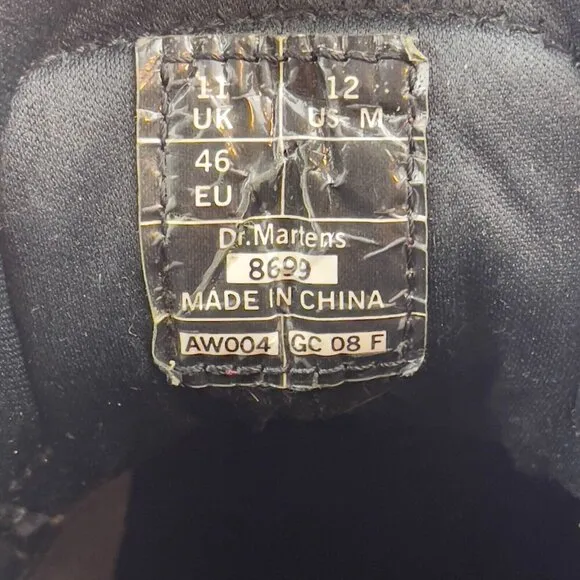 11 12
UK US M
46
EU
Dr.Martens
8699
MADE IN CHINA
AW004 GC 08 F